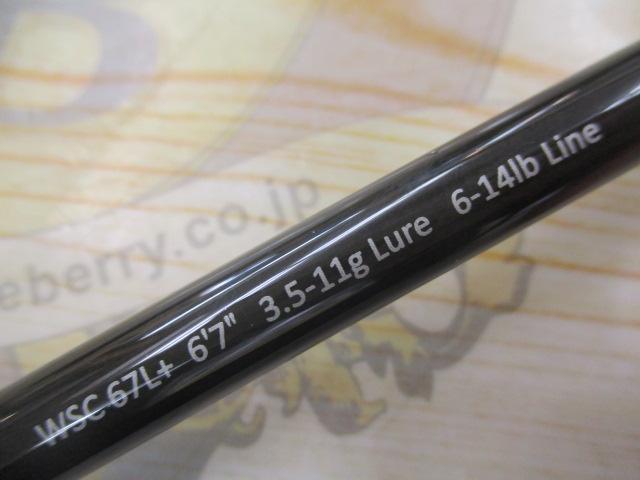 WSC 67L+ 6'7" 3.5-11g Lure 6-14lb Line
eberry.co.jp